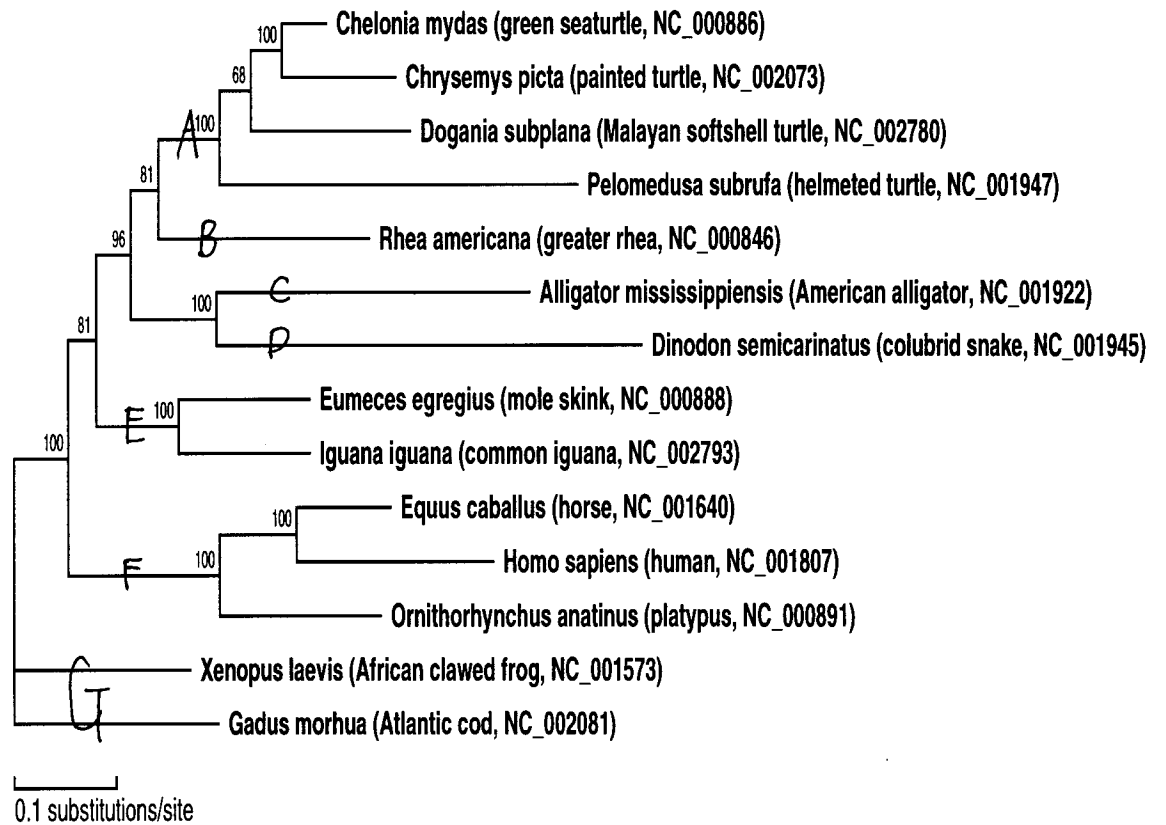 100 Chelonia mydas (green seaturtle, NC_000886)
68 Chrysemys picta (painted turtle, NC_002073)
A 100 Dogania subplana (Malayan softshell turtle, NC_002780)
81 Pelomedusa subrufa (helmeted turtle, NC_001947)
96 B Rhea americana (greater rhea, NC_000846)
100 C Alligator mississippiensis (American alligator, NC_001922)
81 D Dinodon semicarinatus (colubrid snake, NC_001945)
E 100 Eumeces egregius (mole skink, NC_000888)
100 Iguana iguana (common iguana, NC_002793)
100 Equus caballus (horse, NC_001640)
F 100 Homo sapiens (human, NC_001807)
Ornithorhynchus anatinus (platypus, NC_000891)
G Xenopus laevis (African clawed frog, NC_001573)
Gadus morhua (Atlantic cod, NC_002081)
0.1 substitutions/site